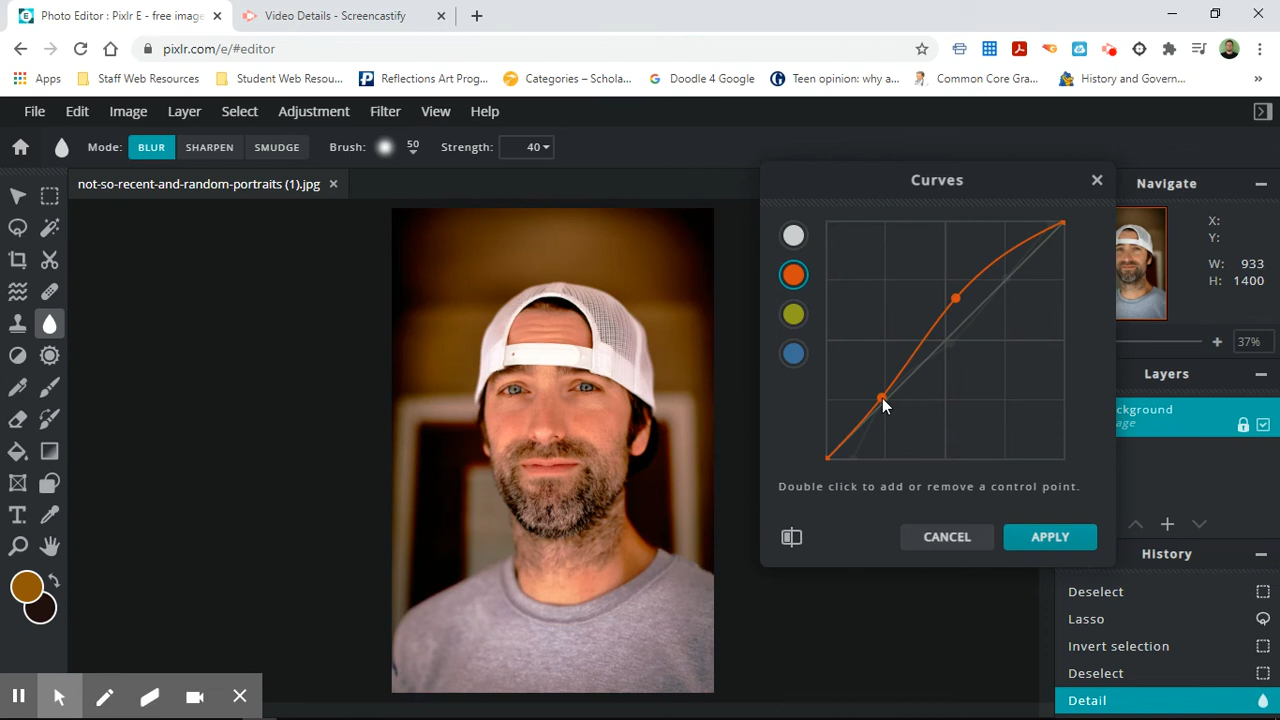 Photo Editor : Pixlr E - free image
Video Details - Screencastify
pixlr.com/e/#editor
Apps
Staff Web Resources
Student Web Resou...
Reflections Art Prog...
Categories – Schola...
Doodle 4 Google
Teen opinion: why a...
Common Core Gra...
History and Govern...
»
File Edit Image Layer Select Adjustment Filter View Help
Mode: BLUR SHARPEN SMUDGE Brush: 50 Strength: 40
not-so-recent-and-random-portraits (1).jpg
Curves
Double click to add or remove a control point.
CANCEL APPLY
Navigate
X:
Y:
W: 933
H: 1400
37%
Layers
ckground
age
History
Deselect
Lasso
Invert selection
Deselect
Detail